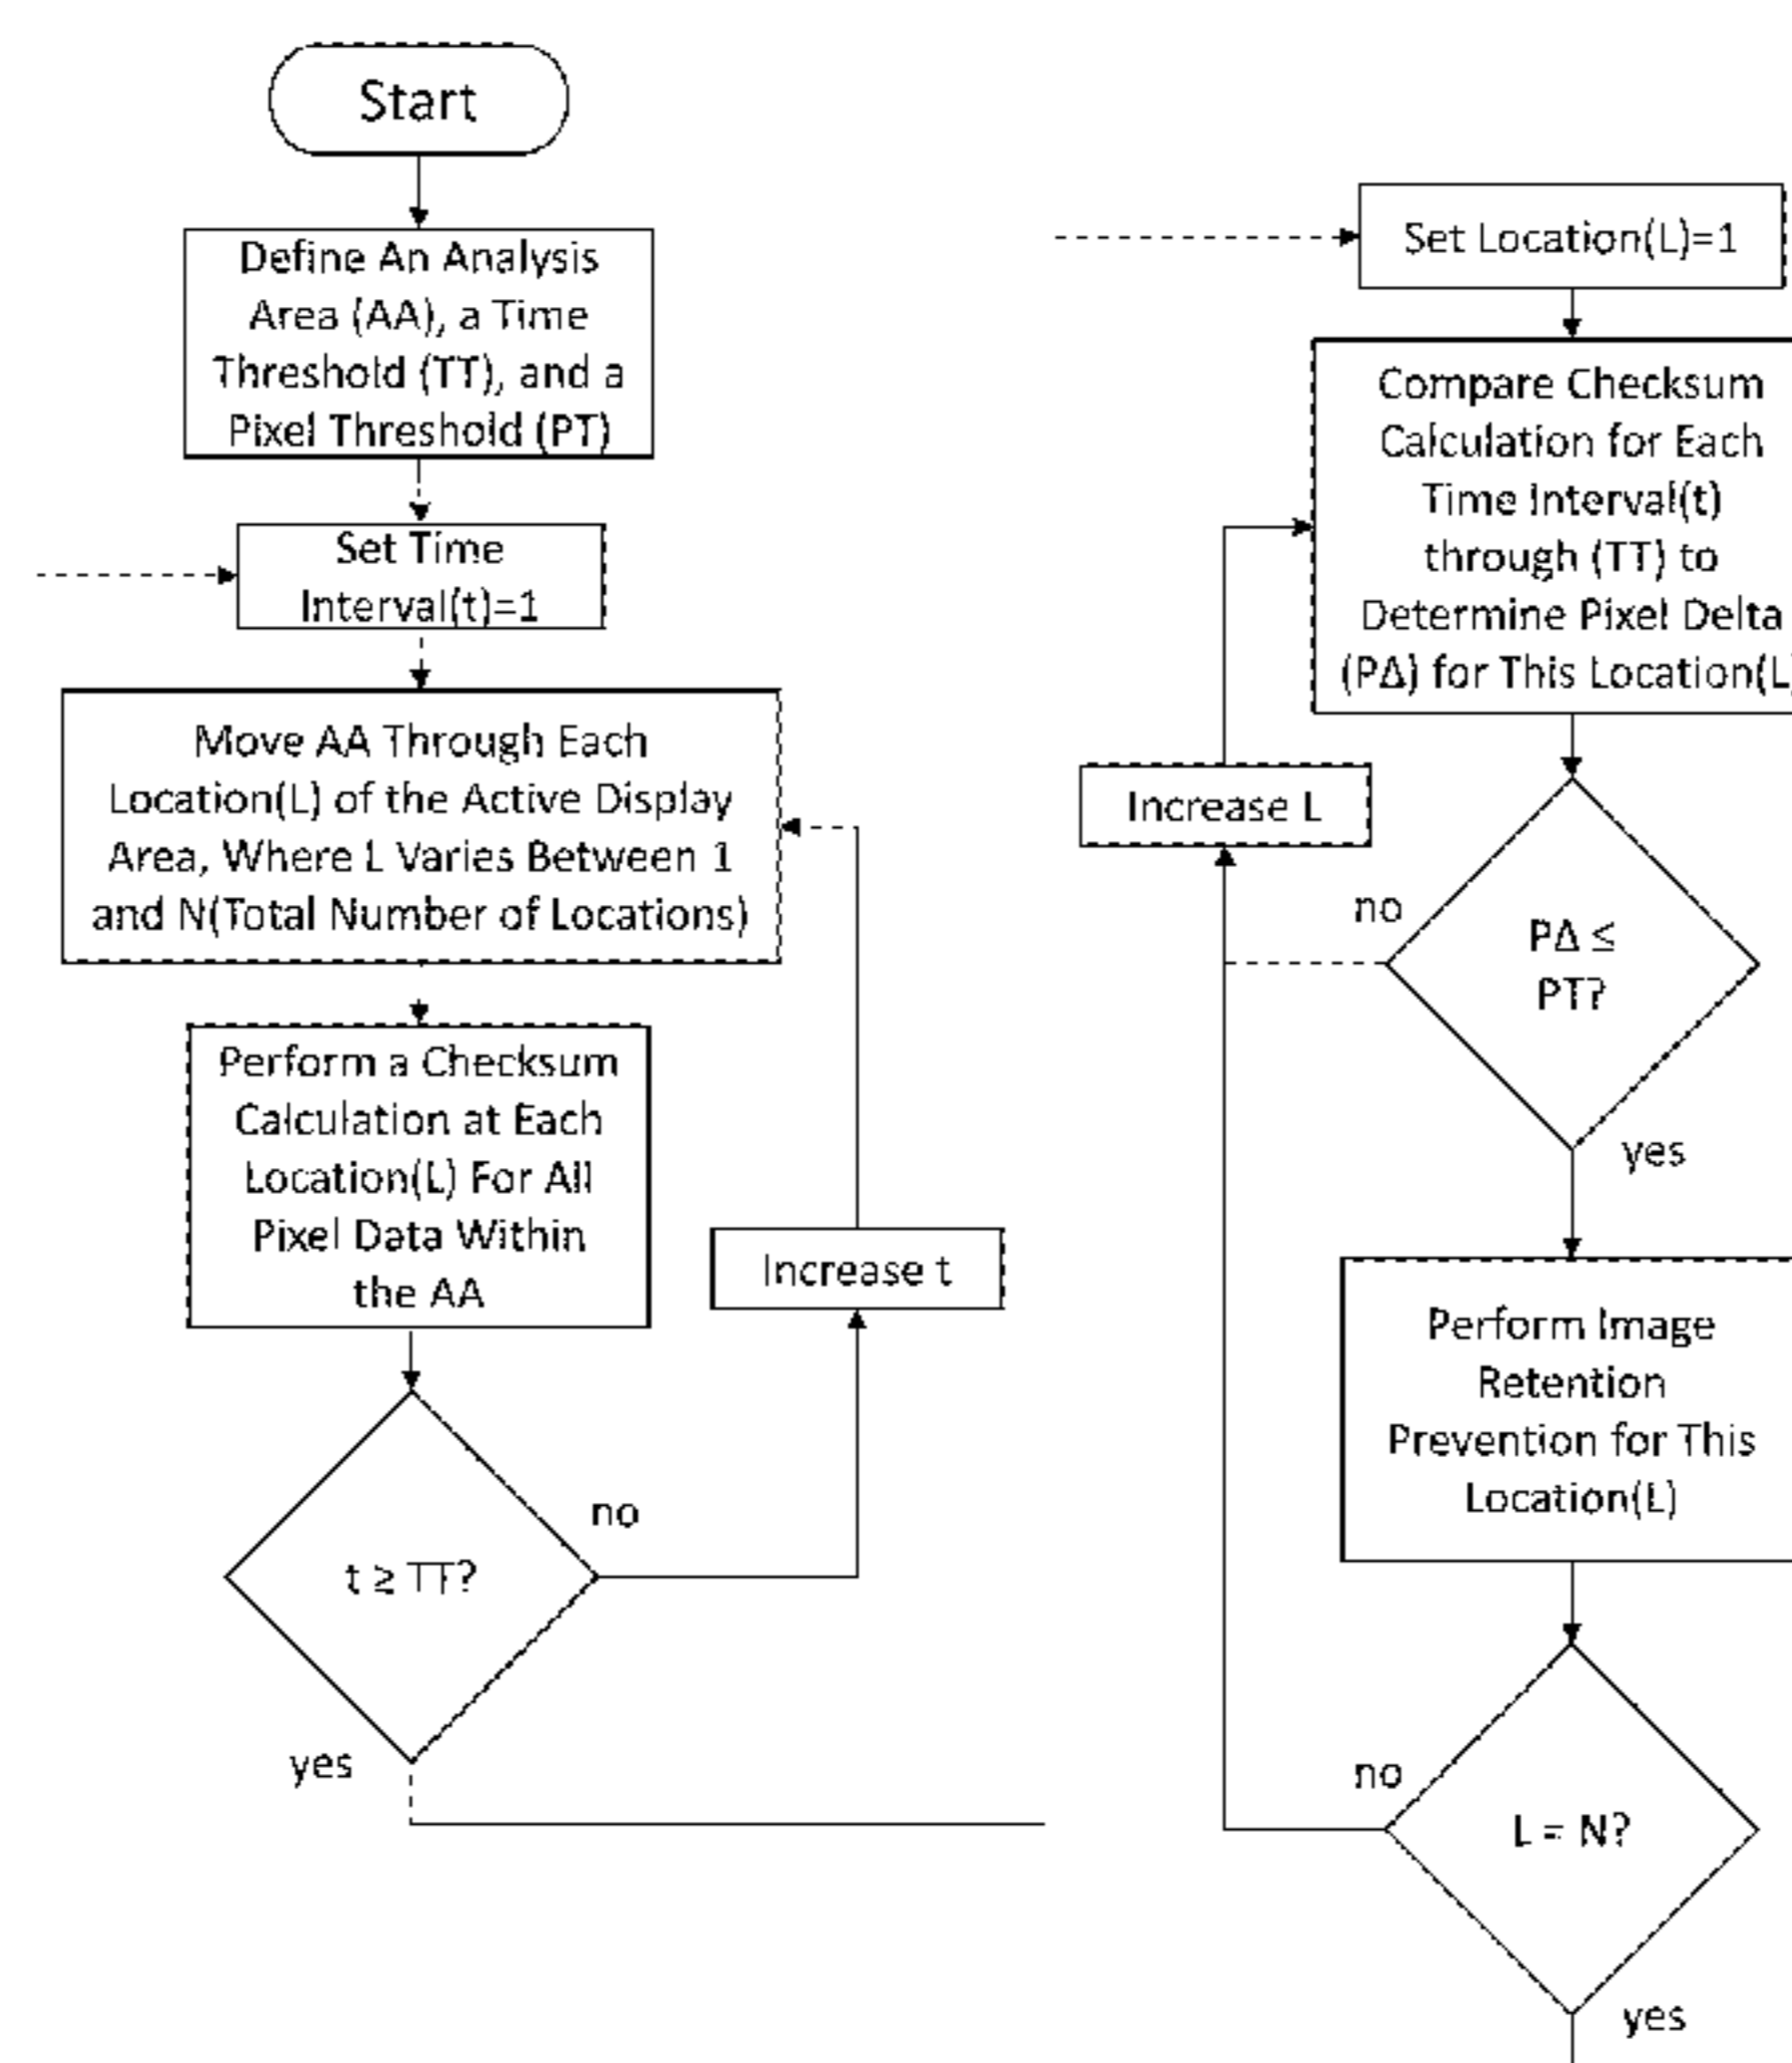 Start
Define An Analysis
Area (AA), a Time
Threshold (TT), and a
Pixel Threshold (PT)
Set Time
Interval(t)=1
Move AA Through Each
Location(L) of the Active Display
Area, Where L Varies Between 1
and N(Total Number of Locations)
Perform a Checksum
Calculation at Each
Location(L) For All
Pixel Data Within
the AA
Increase t
no
t ≥ TT?
yes
Set Location(L)=1
Compare Checksum
Calculation for Each
Time Interval(t)
through (TT) to
Determine Pixel Delta
(PΔ) for This Location(L)
Increase L
no
PΔ ≤
PT?
yes
Perform Image
Retention
Prevention for This
Location(L)
no
L = N?
yes